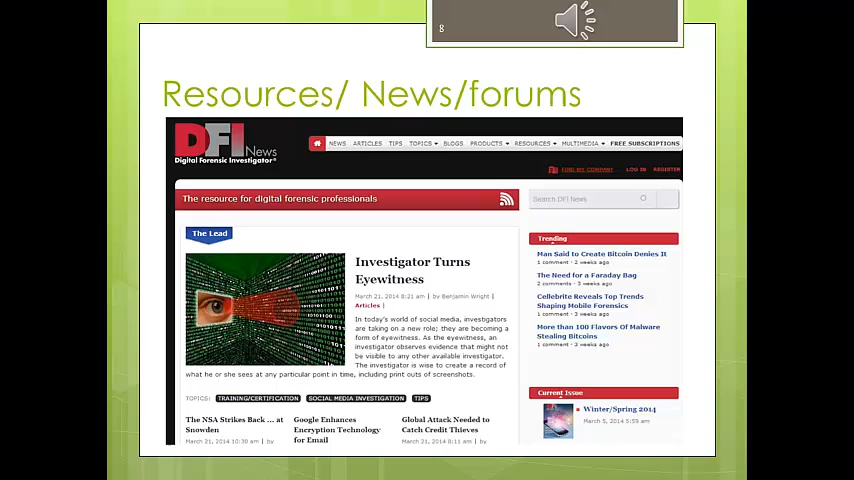 8
Resources/ News/forums
DFI News
Digital Forensic Investigator®
NEWS ARTICLES TIPS TOPICS BLOGS PRODUCTS RESOURCES MULTIMEDIA FREE SUBSCRIPTIONS
FIND MY COMPANY LOG IN REGISTER
The resource for digital forensic professionals
Search DFI News
The Lead
Investigator Turns
Eyewitness
March 21, 2014 8:21 am | by Benjamin Wright |
Articles |
In today's world of social media, investigators
are taking on a new role; they are becoming a
form of eyewitness. As the eyewitness, an
investigator observes evidence that might not
be visible to any other available investigator.
The investigator is wise to create a record of
what he or she sees at any particular point in time, including print outs of screenshots.
TOPICS: TRAINING/CERTIFICATION SOCIAL MEDIA INVESTIGATION TIPS
The NSA Strikes Back ... at
Snowden
March 21, 2014 10:30 am | by
Google Enhances
Encryption Technology
for Email
Global Attack Needed to
Catch Credit Thieves
March 21, 2014 8:11 am | by
Trending
Man Said to Create Bitcoin Denies It
1 comment · 2 weeks ago
The Need for a Faraday Bag
2 comments · 3 weeks ago
Cellebrite Reveals Top Trends
Shaping Mobile Forensics
1 comment · 3 weeks ago
More than 100 Flavors Of Malware
Stealing Bitcoins
1 comment · 3 weeks ago
Current Issue
Winter/Spring 2014
March 5, 2014 5:59 am